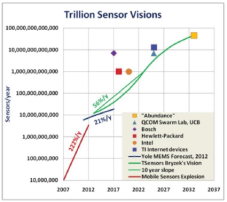 Trillion Sensor Visions
Sensors/year
100,000,000,000,000
10,000,000,000,000
1,000,000,000,000
100,000,000,000
10,000,000,000
1,000,000,000
100,000,000
10,000,000
222%/y
21%/y
56%/y
"Abundance"
QCOM Swarm Lab, UCB
Bosch
Hewlett-Packard
Intel
TI Internet devices
Yole MEMS Forecast, 2012
TSensors Bryzek's Vision
10 year slope
Mobile Sensors Explosion
2007 2012 2017 2022 2027 2032 2037